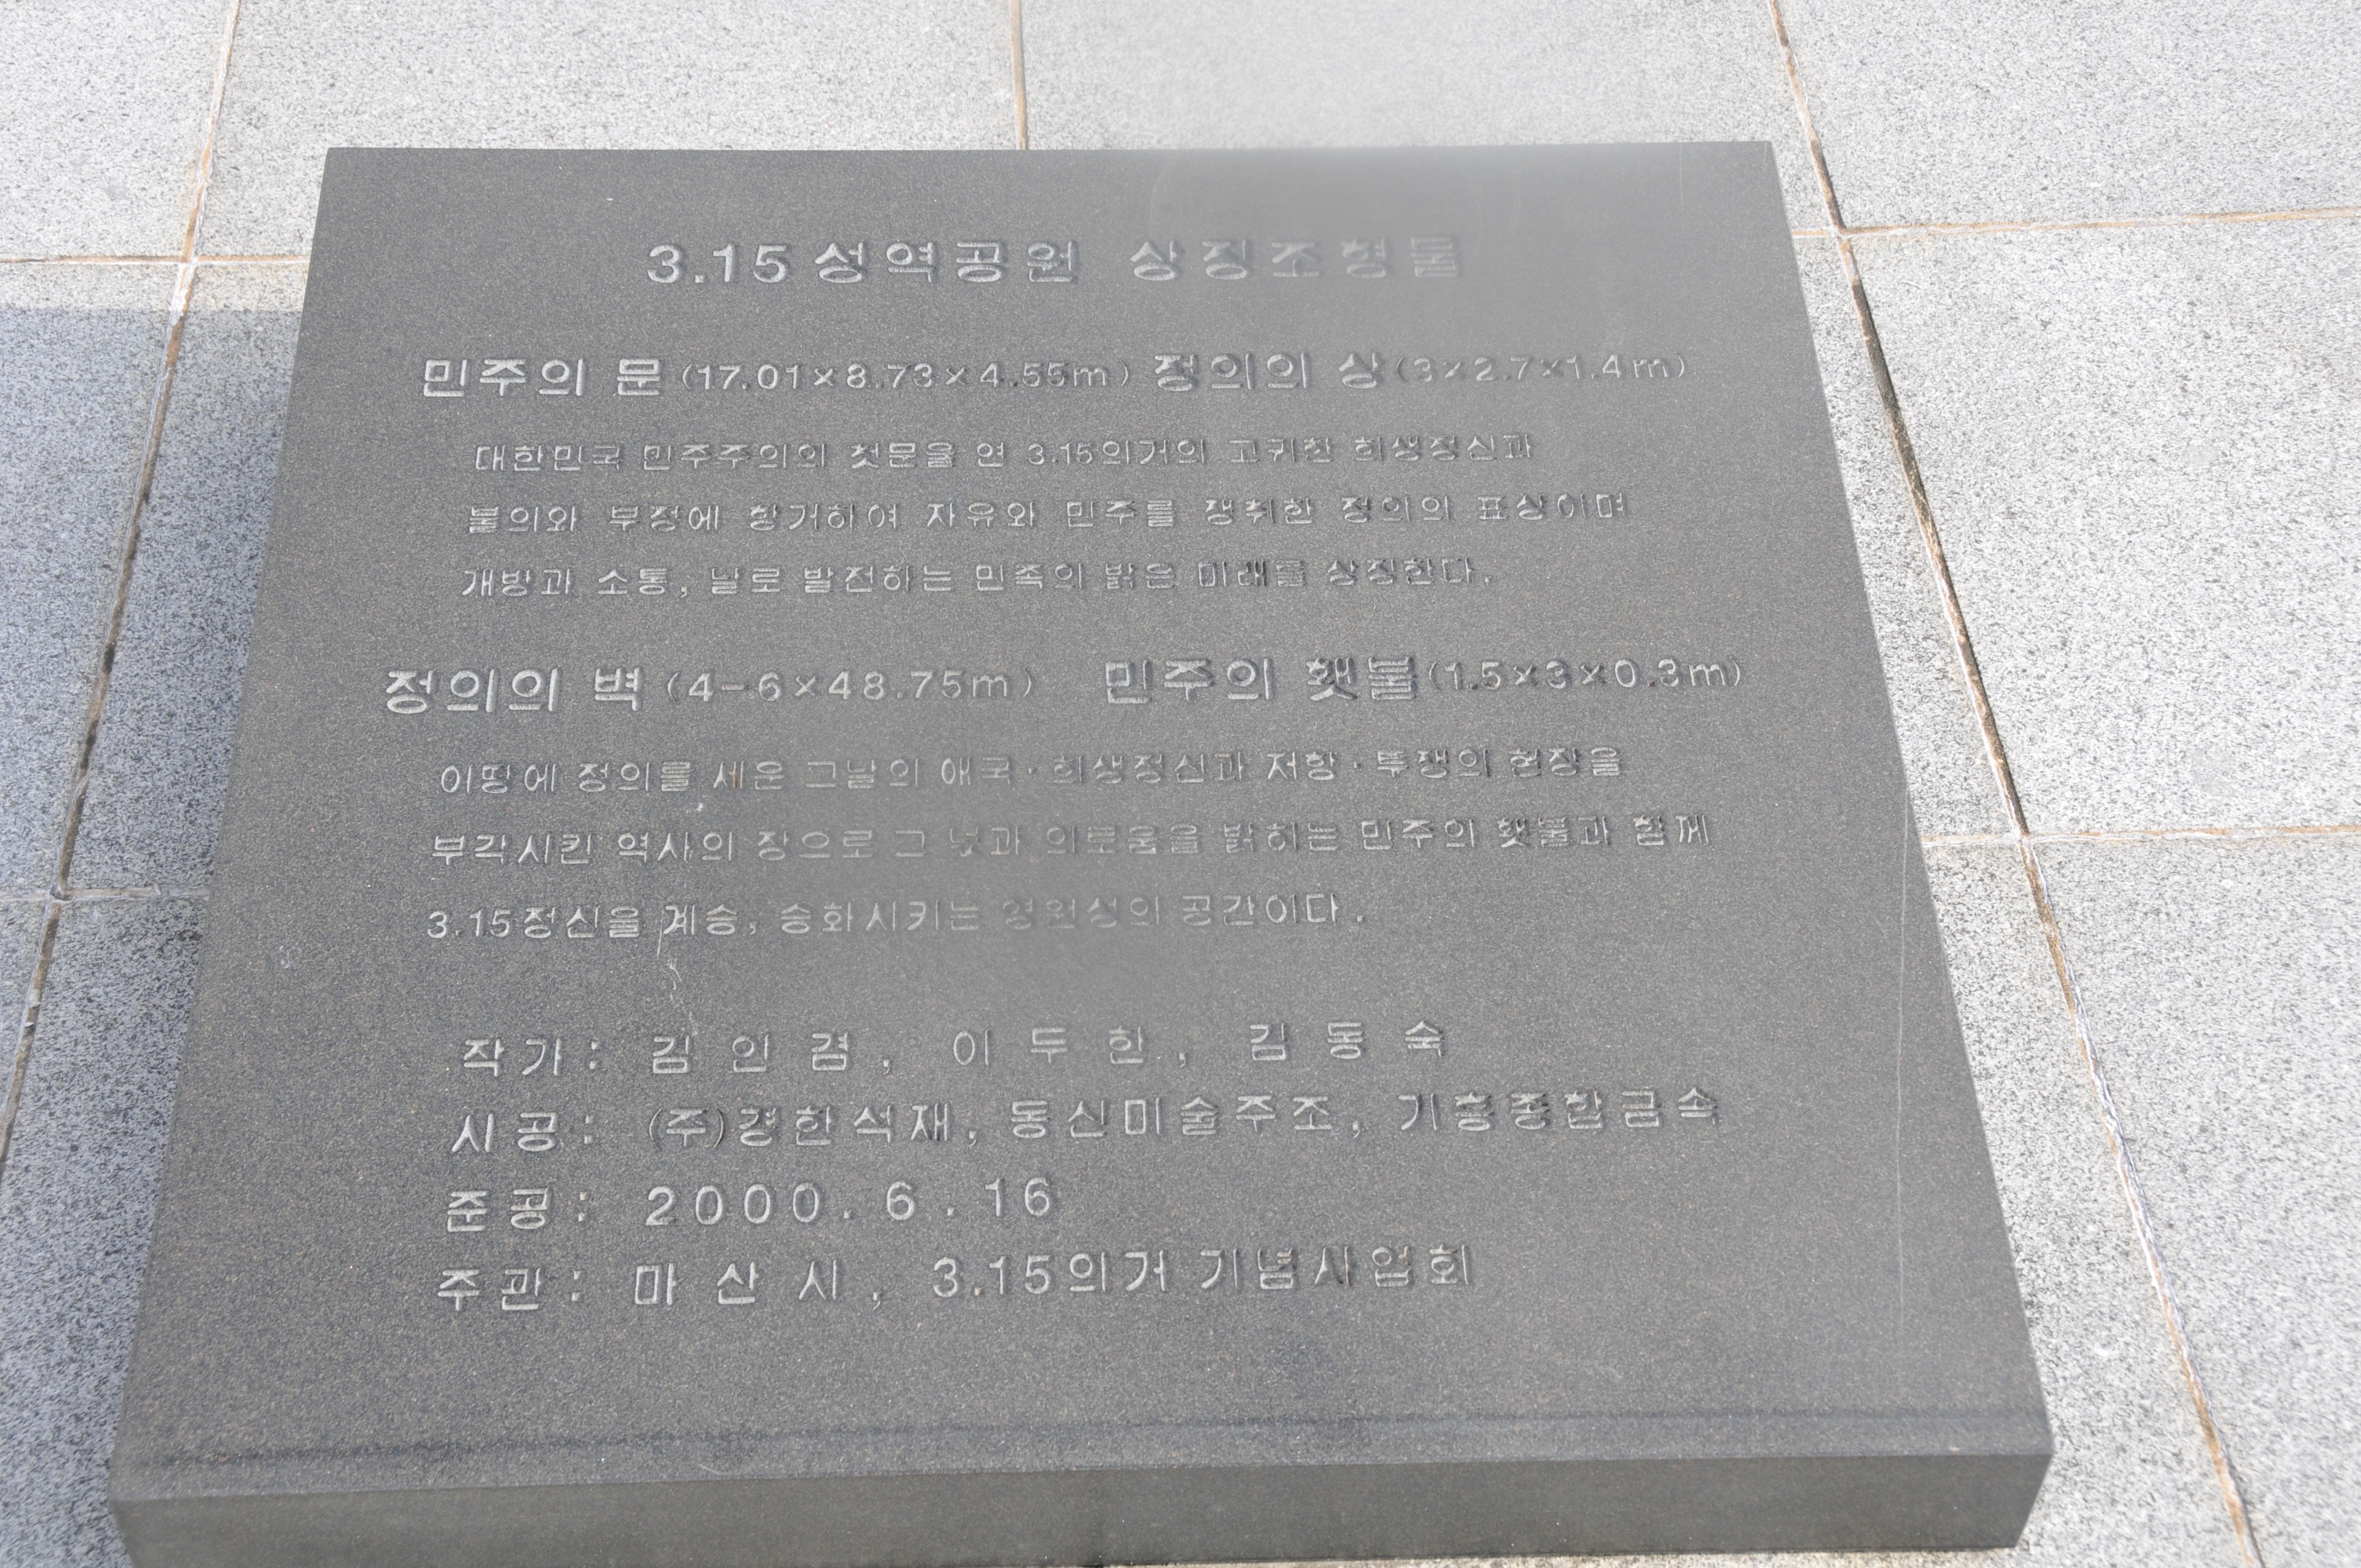 3.15 성역공원 상징조형물
민주의 문 (17.01×8.73×4.55m) 정의의 상 (3×2.7×1.4m)
대한민국 민주주의의 첫문을 연 3.15의거의 고귀한 희생정신과
불의와 부정에 항거하여 자유와 민주를 쟁취한 정의의 표상이며
개방과 소통, 날로 발전하는 민족의 밝은 미래를 상징한다.
정의의 벽 (4-6×48.75m) 민주의 횃불 (1.5×3×0.3m)
이땅에 정의를 세운 그날의 애국·희생정신과 저항·투쟁의 현장을
부각시킨 역사의 장으로 그 넋과 의로움을 밝히는 민주의 횃불과 함께
3.15정신을 계승, 승화시키는 영원성의 공간이다.
작가: 김인겸, 이두한, 김동숙
시공: (주)경한석재, 동신미술주조, 기흥종합금속
준공: 2000. 6. 16
주관: 마산시, 3.15의거 기념사업회